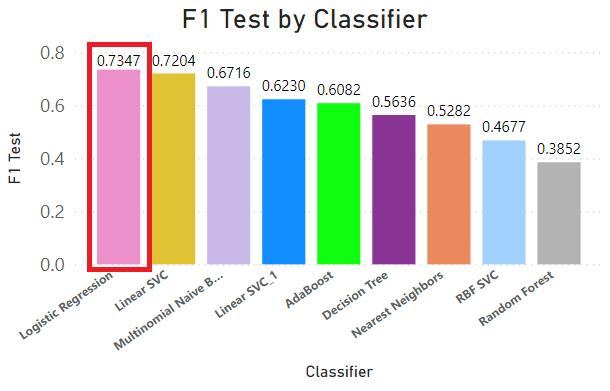 F1 Test by Classifier
0.8
0.6
0.4
0.2
0.0
F1 Test
0.7347
0.7204
0.6716
0.6230
0.6082
0.5636
0.5282
0.4677
0.3852
Logistic Regression
Linear SVC
Multinomial Naive B...
Linear SVC_1
AdaBoost
Decision Tree
Nearest Neighbors
RBF SVC
Random Forest
Classifier